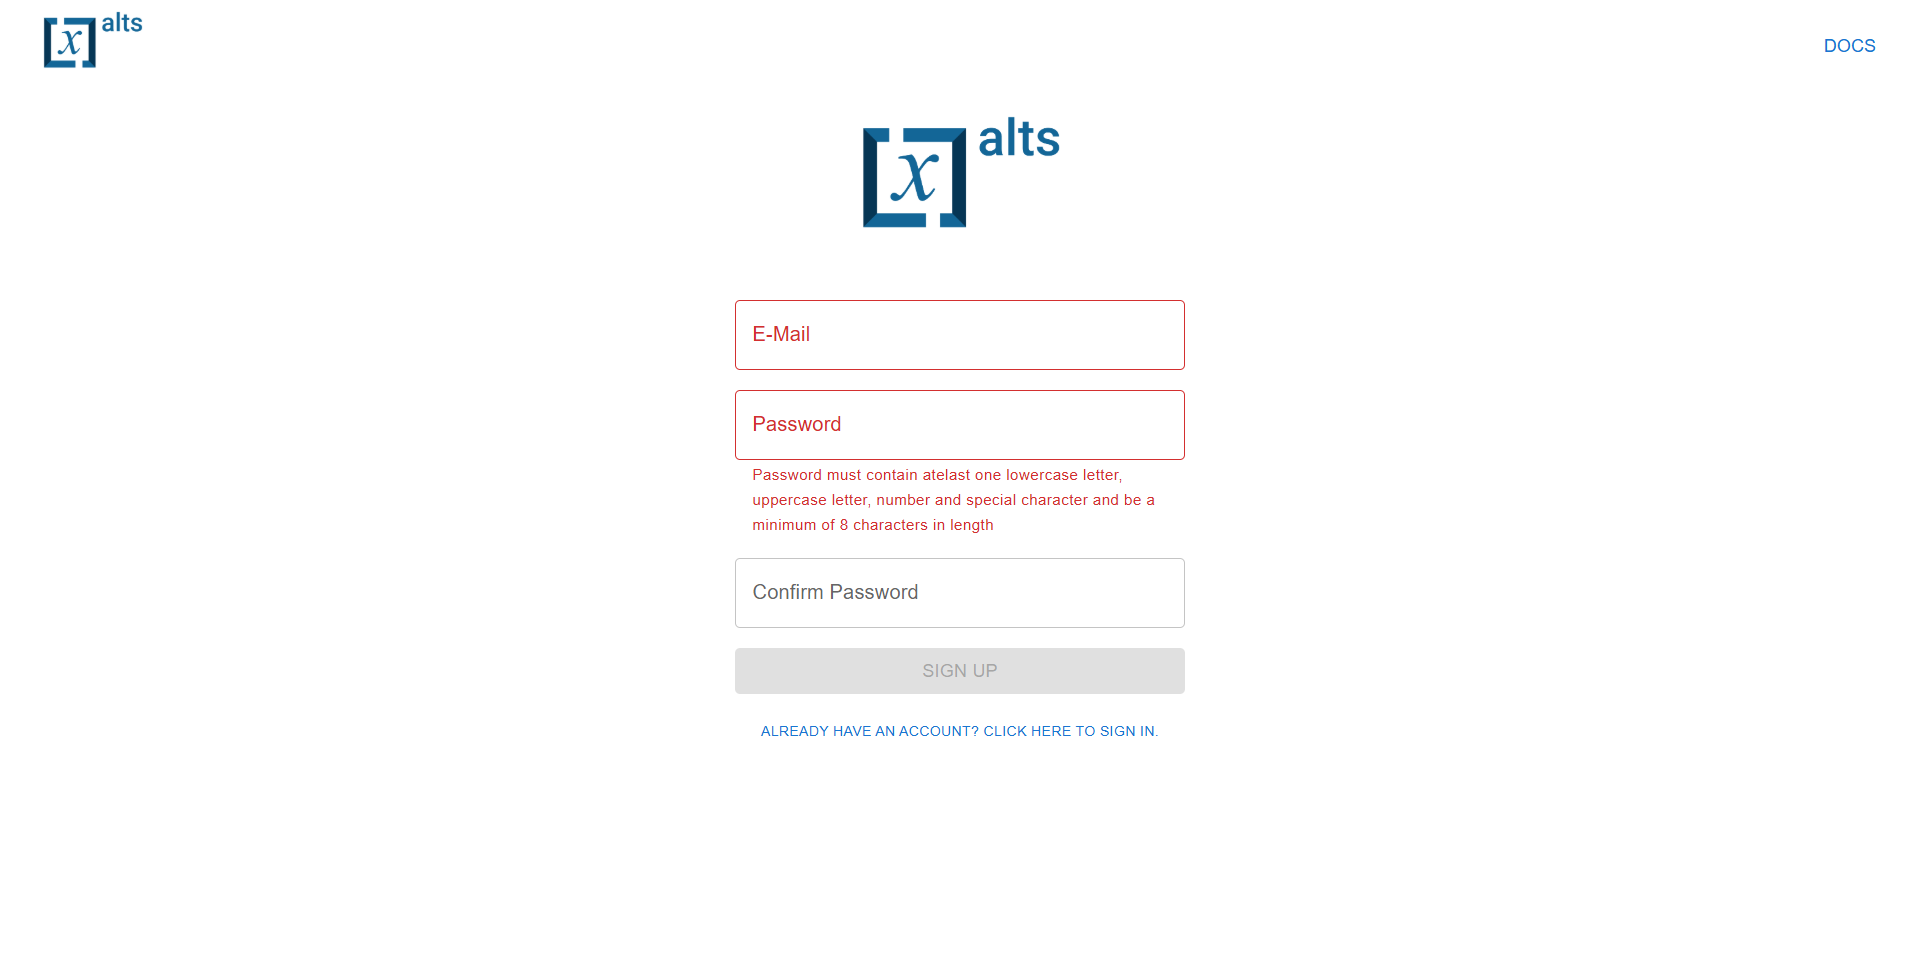 x alts
DOCS
x alts
E-Mail
Password
Password must contain atelast one lowercase letter,
uppercase letter, number and special character and be a
minimum of 8 characters in length
Confirm Password
SIGN UP
ALREADY HAVE AN ACCOUNT? CLICK HERE TO SIGN IN.